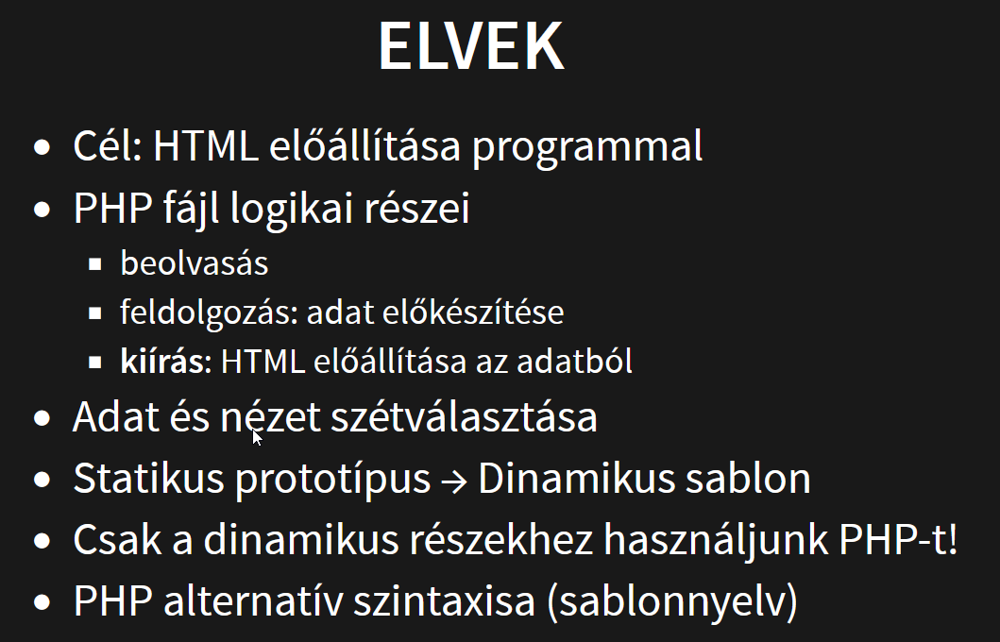 ELVEK
• Cél: HTML előállítása programmal
• PHP fájl logikai részei
▪ beolvasás
▪ feldolgozás: adat előkészítése
▪ kiírás: HTML előállítása az adatból
• Adat és nézet szétválasztása
• Statikus prototípus → Dinamikus sablon
• Csak a dinamikus részekhez használjunk PHP-t!
• PHP alternatív szintaxisa (sablonnyelv)